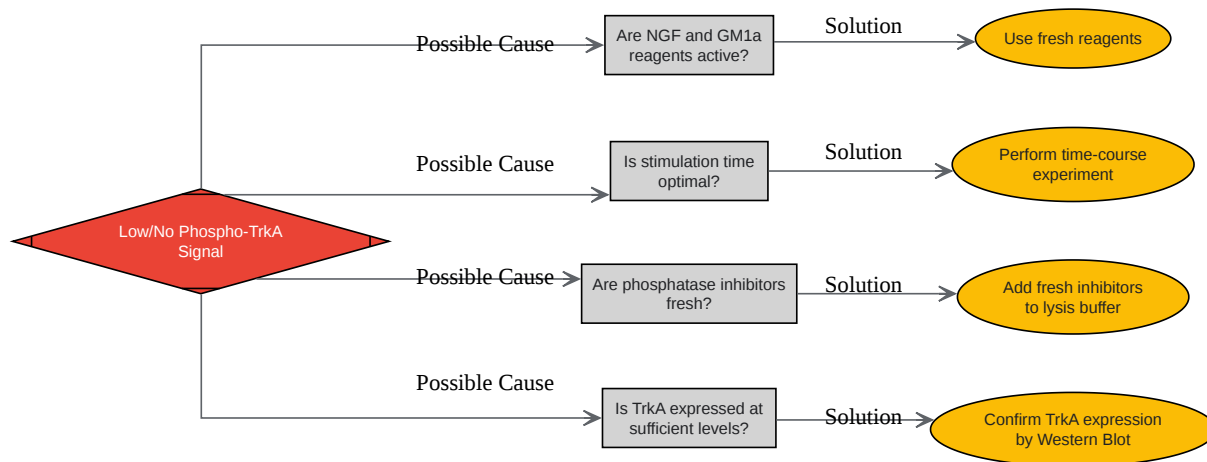 Possible Cause
Are NGF and GM1a
reagents active?
Solution
Use fresh reagents
Possible Cause
Is stimulation time
optimal?
Solution
Perform time-course
experiment
Low/No Phospho-TrkA
Signal
Possible Cause
Are phosphatase inhibitors
fresh?
Solution
Add fresh inhibitors
to lysis buffer
Possible Cause
Is TrkA expressed at
sufficient levels?
Solution
Confirm TrkA expression
by Western Blot